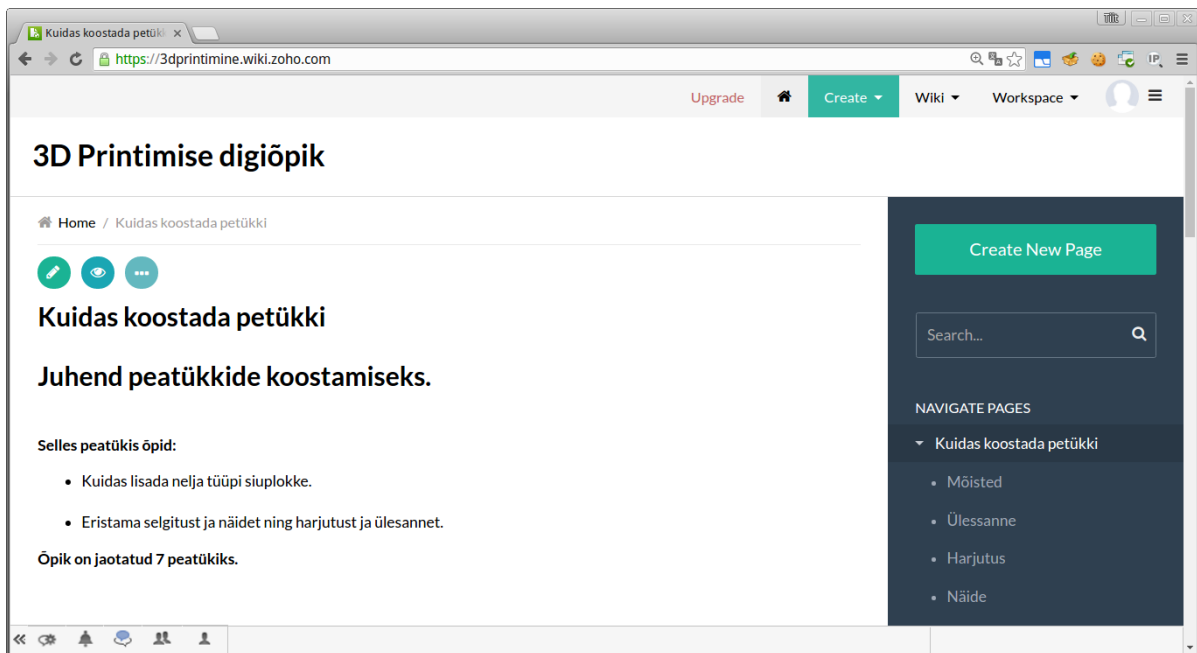 Tilt
Kuidas koostada petükk
https://3dprintimine.wiki.zoho.com
IP
Upgrade
Create
Wiki
Workspace
3D Printimise digiõpik
Home / Kuidas koostada petükki
Create New Page
Kuidas koostada petükki
Search...
Juhend peatükkide koostamiseks.
NAVIGATE PAGES
Kuidas koostada petükki
Selles peatükis õpid:
• Kuidas lisada nelja tüüpi siuplokke.
• Mõisted
• Eristama selgitust ja näidet ning harjutust ja ülesannet.
• Ülessanne
Õpik on jaotatud 7 peatükiks.
• Harjutus
• Näide